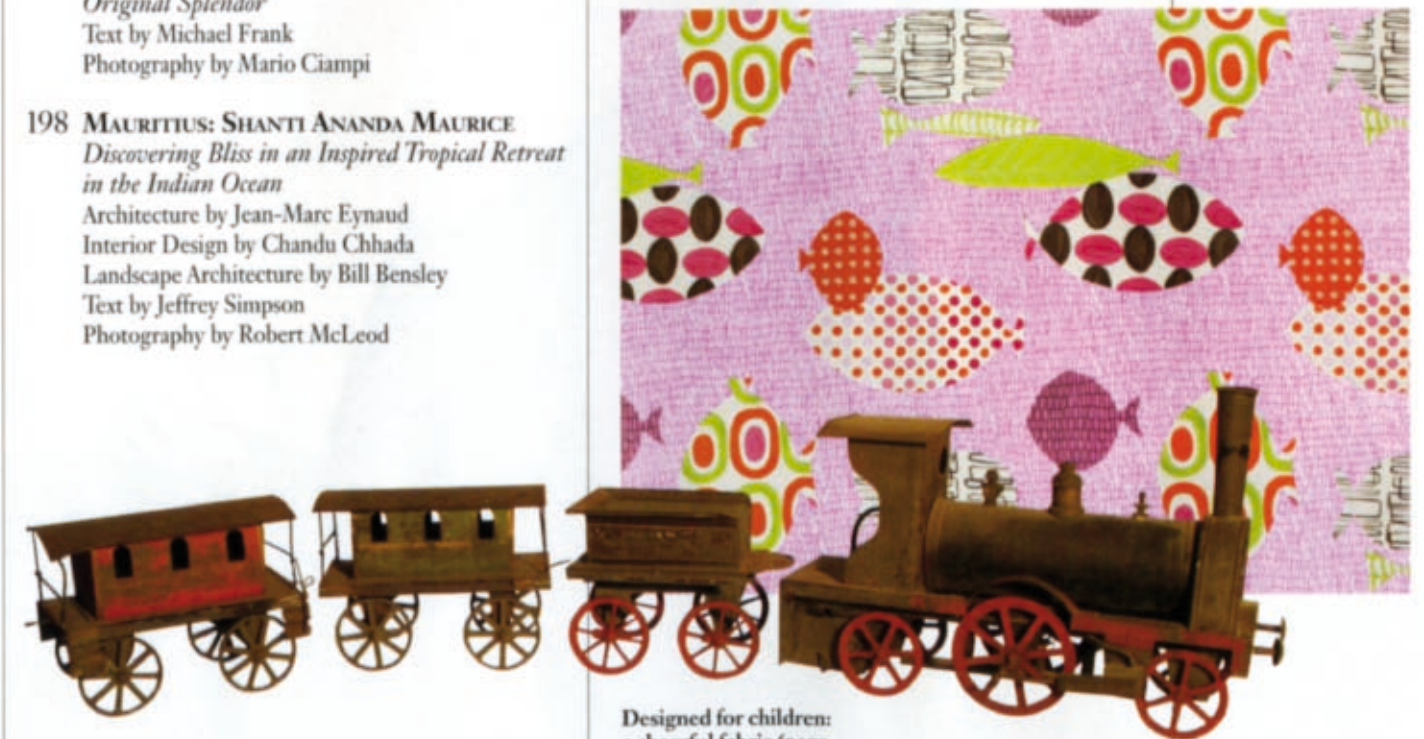 Original Splendor
Text by Michael Frank
Photography by Mario Ciampi
198 MAURITIUS: SHANTI ANANDA MAURICE
Discovering Bliss in an Inspired Tropical Retreat
in the Indian Ocean
Architecture by Jean-Marc Eynaud
Interior Design by Chandu Chhada
Landscape Architecture by Bill Bensley
Text by Jeffrey Simpson
Photography by Robert McLeod
Designed for children: